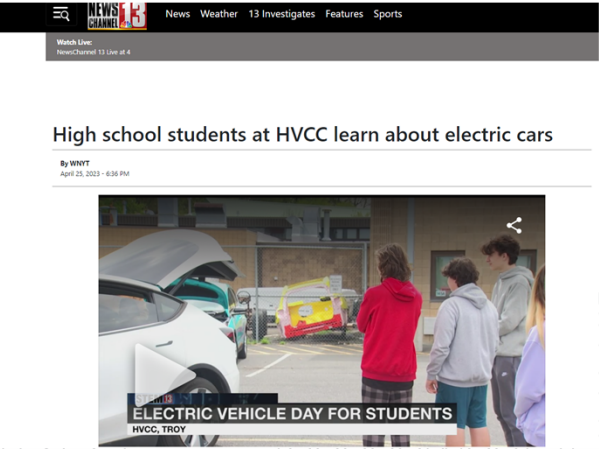 NEWS
CHANNEL 13
News Weather 13 Investigates Features Sports
Watch Live:
NewsChannel 13 Live at 4
High school students at HVCC learn about electric cars
By WNYT
April 25, 2023 - 6:36 PM
STEM
ELECTRIC VEHICLE DAY FOR STUDENTS
HVCC, TROY